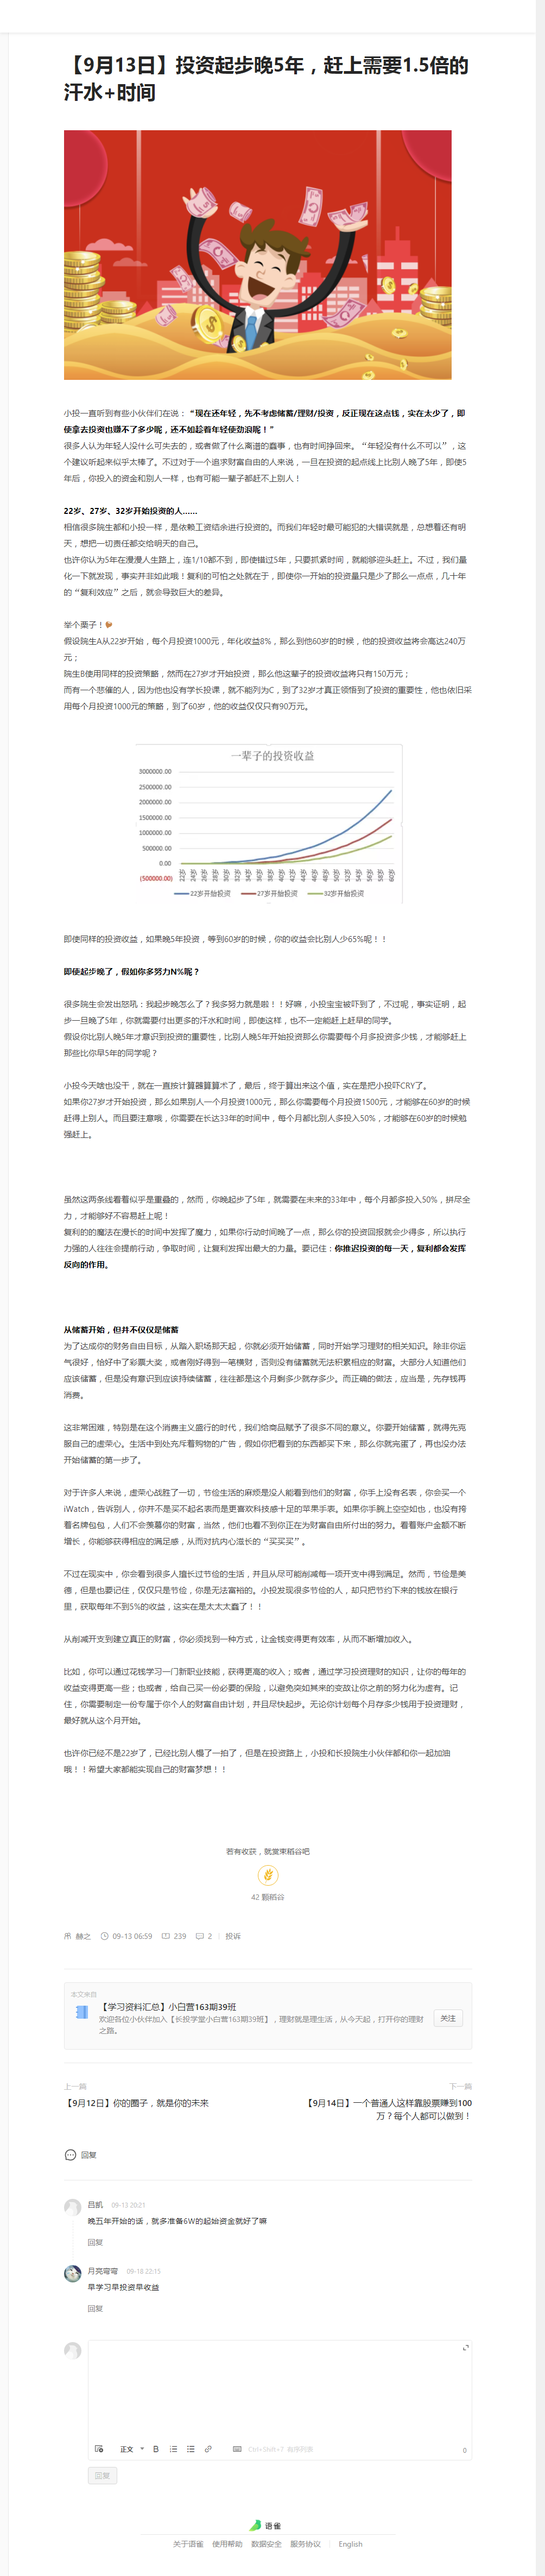 【9月13日】投资起步晚5年，赶上需要1.5倍的
汗水+时间
小投一直听到有些小伙伴们在说：“现在还年轻，先不考虑储蓄/理财/投资，反正现在这点钱，实在太少了，即
使拿去投资也赚不了多少呢，还不如趁着年轻使劲浪呢！”
很多人认为年轻人没什么可失去的，或者做了什么离谱的蠢事，也有时间挣回来。“年轻没有什么不可以”，这
个建议听起来似乎太棒了。不过对于一个追求财富自由的人来说，一旦在投资的起点线上比别人晚了5年，即使5
年后，你投入的资金和别人一样，也有可能一辈子都赶不上别人！
22岁、27岁、32岁开始投资的人……
相信很多院生都和小投一样，是依赖工资结余进行投资的。而我们年轻时最可能犯的大错误就是，总想着还有明
天，想把一切责任都交给明天的自己。
也许你认为5年在漫漫人生路上，连1/10都不到，即使错过5年，只要抓紧时间，就能够迎头赶上。不过，我们量
化一下就发现，事实并非如此哦！复利的可怕之处就在于，即使你一开始的投资量只是少了那么一点点，几十年
的“复利效应”之后，就会导致巨大的差异。
举个栗子！
假设院生A从22岁开始，每个月投资1000元，年化收益8%，那么到他60岁的时候，他的投资收益将会高达240万
元；
院生B使用同样的投资策略，然而在27岁才开始投资，那么他这辈子的投资收益将只有150万元；
而有一个悲催的人，因为他也没有学长投课，就不能列为C，到了32岁才真正领悟到了投资的重要性，他也依旧采
用每个月投资1000元的策略，到了60岁，他的收益仅仅只有90万元。
一辈子的投资收益
3000000.00
2500000.00
2000000.00
1500000.00
1000000.00
500000.00
0.00
(500000.00)
22岁 24岁 26岁 28岁 30岁 32岁 34岁 36岁 38岁 40岁 42岁 44岁 46岁 48岁 50岁 52岁 54岁 56岁 58岁 60岁
22岁开始投资 27岁开始投资 32岁开始投资
即使同样的投资收益，如果晚5年投资，等到60岁的时候，你的收益会比别人少65%呢！！
即使起步晚了，假如你多努力N%呢？
很多院生会发出怒吼：我起步晚怎么了？我多努力就是啦！！好嘛，小投宝宝被吓到了，不过呢，事实证明，起
步一旦晚了5年，你就需要付出更多的汗水和时间，即使这样，也不一定能赶上赶早的同学。
假设你比别人晚5年才意识到投资的重要性，比别人晚5年开始投资那么你需要每个月多投资多少钱，才能够赶上
那些比你早5年的同学呢？
小投今天啥也没干，就在一直按计算器算算术了，最后，终于算出来这个值，实在是把小投吓CRY了。
如果你27岁才开始投资，那么如果别人一个月投资1000元，那么你需要每个月投资1500元，才能够在60岁的时候
赶得上别人。而且要注意哦，你需要在长达33年的时间中，每个月都比别人多投入50%，才能够在60岁的时候勉
强赶上。
虽然这两条线看着似乎是重叠的，然而，你晚起步了5年，就需要在未来的33年中，每个月都多投入50%，拼尽全
力，才能够好不容易赶上呢！
复利的的魔法在漫长的时间中发挥了魔力，如果你行动时间晚了一点，那么你的投资回报就会少得多，所以执行
力强的人往往会提前行动，争取时间，让复利发挥出最大的力量。要记住：你推迟投资的每一天，复利都会发挥
反向的作用。
从储蓄开始，但并不仅仅是储蓄
为了达成你的财务自由目标，从踏入职场那天起，你就必须开始储蓄，同时开始学习理财的相关知识。除非你运
气很好，恰好中了彩票大奖，或者刚好得到一笔横财，否则没有储蓄就无法积累相应的财富。大部分人知道他们
应该储蓄，但是没有意识到应该持续储蓄，往往都是这个月剩多少就存多少。而正确的做法，应当是，先存钱再
消费。
这非常困难，特别是在这个消费主义盛行的时代，我们给商品赋予了很多不同的意义。你要开始储蓄，就得先克
服自己的虚荣心。生活中到处充斥着购物的广告，假如你把看到的东西都买下来，那么你就完蛋了，再也没办法
开始储蓄的第一步了。
对于许多人来说，虚荣心战胜了一切，节俭生活的麻烦是没人能看到他们的财富，你手上没有名表，你会买一个
iWatch，告诉别人，你并不是买不起名表而是更喜欢科技感十足的苹果手表。如果你手腕上空空如也，也没有挎
着名牌包包，人们不会羡慕你的财富，当然，他们也看不到你正在为财富自由所付出的努力。看着账户金额不断
增长，你能够获得相应的满足感，从而对抗内心滋长的“买买买”。
不过在现实中，你会看到很多人擅长过节俭的生活，并且从尽可能削减每一项开支中得到满足。然而，节俭是美
德，但是也要记住，仅仅只是节俭，你是无法富裕的。小投发现很多节俭的人，却只把节约下来的钱放在银行
里，获取每年不到5%的收益，这实在是太太太蠢了！！
从削减开支到建立真正的财富，你必须找到一种方式，让金钱变得更有效率，从而不断增加收入。
比如，你可以通过花钱学习一门新职业技能，获得更高的收入；或者，通过学习投资理财的知识，让你的每年的
收益变得更高一些；也或者，给自己买一份必要的保险，以避免突如其来的变故让你之前的努力化为虚有。记
住，你需要制定一份专属于你个人的财富自由计划，并且尽快起步。无论你计划每个月存多少钱用于投资理财，
最好就从这个月开始。
也许你已经不是22岁了，已经比别人慢了一拍了，但是在投资路上，小投和长投院生小伙伴都和你一起加油
哦！！希望大家都能实现自己的财富梦想！！
若有收获，就赏束稻谷吧
42 颗稻谷
赫之 09-13 06:59 239 2 投诉
本文来自
【学习资料汇总】小白营163期39班
欢迎各位小伙伴加入【长投学堂小白营163期39班】，理财就是理生活，从今天起，打开你的理财
之路。
关注
上一篇 下一篇
【9月12日】你的圈子，就是你的未来 【9月14日】一个普通人这样靠股票赚到100
万？每个人都可以做到！
回复
吕凯 09-13 20:21
晚五年开始的话，就多准备6W的起始资金就好了嘛
回复
月亮弯弯 09-18 22:15
早学习早投资早收益
回复
正文 B Ctrl+Shift+7 有序列表 0
回复
语雀
关于语雀 使用帮助 数据安全 服务协议 English